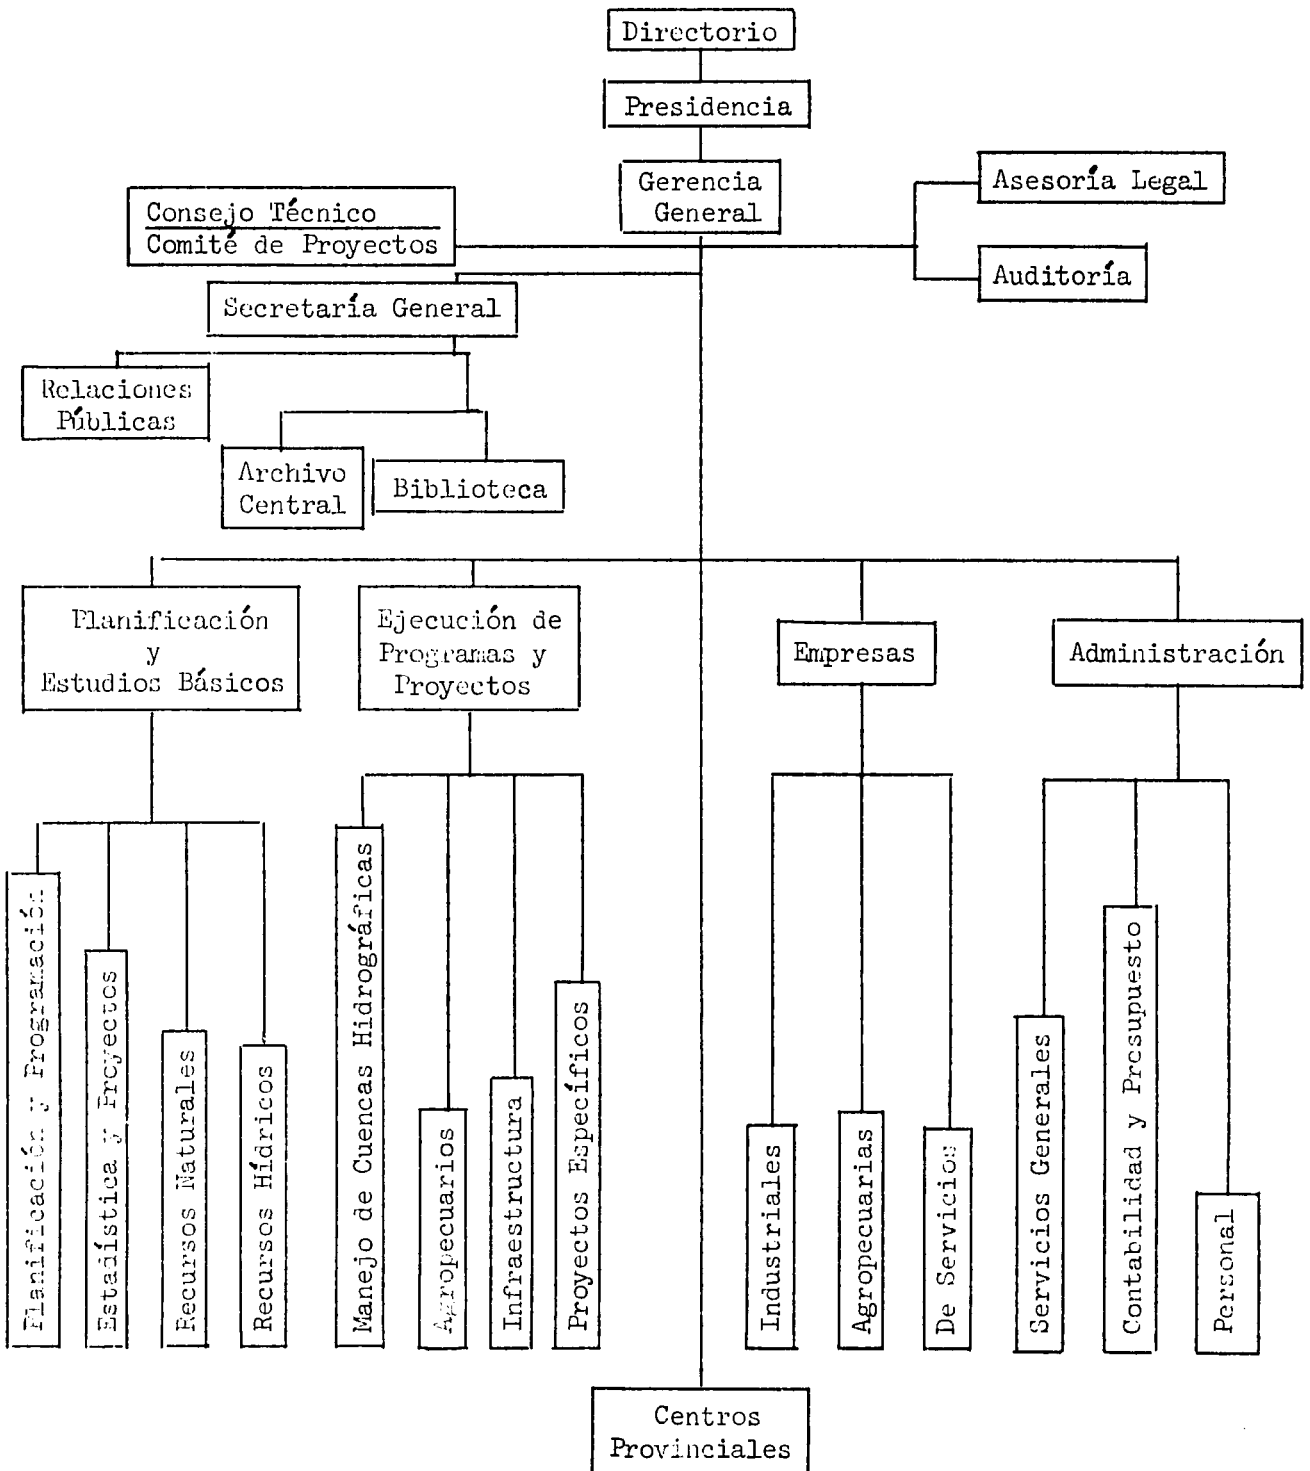 Directorio
Presidencia
Gerencia
General
Asesoría Legal
Consejo Técnico
Comité de Proyectos
Auditoría
Secretaría General
Relaciones
Públicas
Archivo
Central
Biblioteca
Planificación
y
Estudios Básicos
Ejecución de
Programas y
Proyectos
Empresas
Administración
Planificación y Programación
Estadística y Proyectos
Recursos Naturales
Recursos Hídricos
Manejo de Cuencas Hidrográficas
Agropecuarios
Infraestructura
Proyectos Específicos
Industriales
Agropecuarias
De Servicios
Servicios Generales
Contabilidad y Presupuesto
Personal
Centros
Provinciales